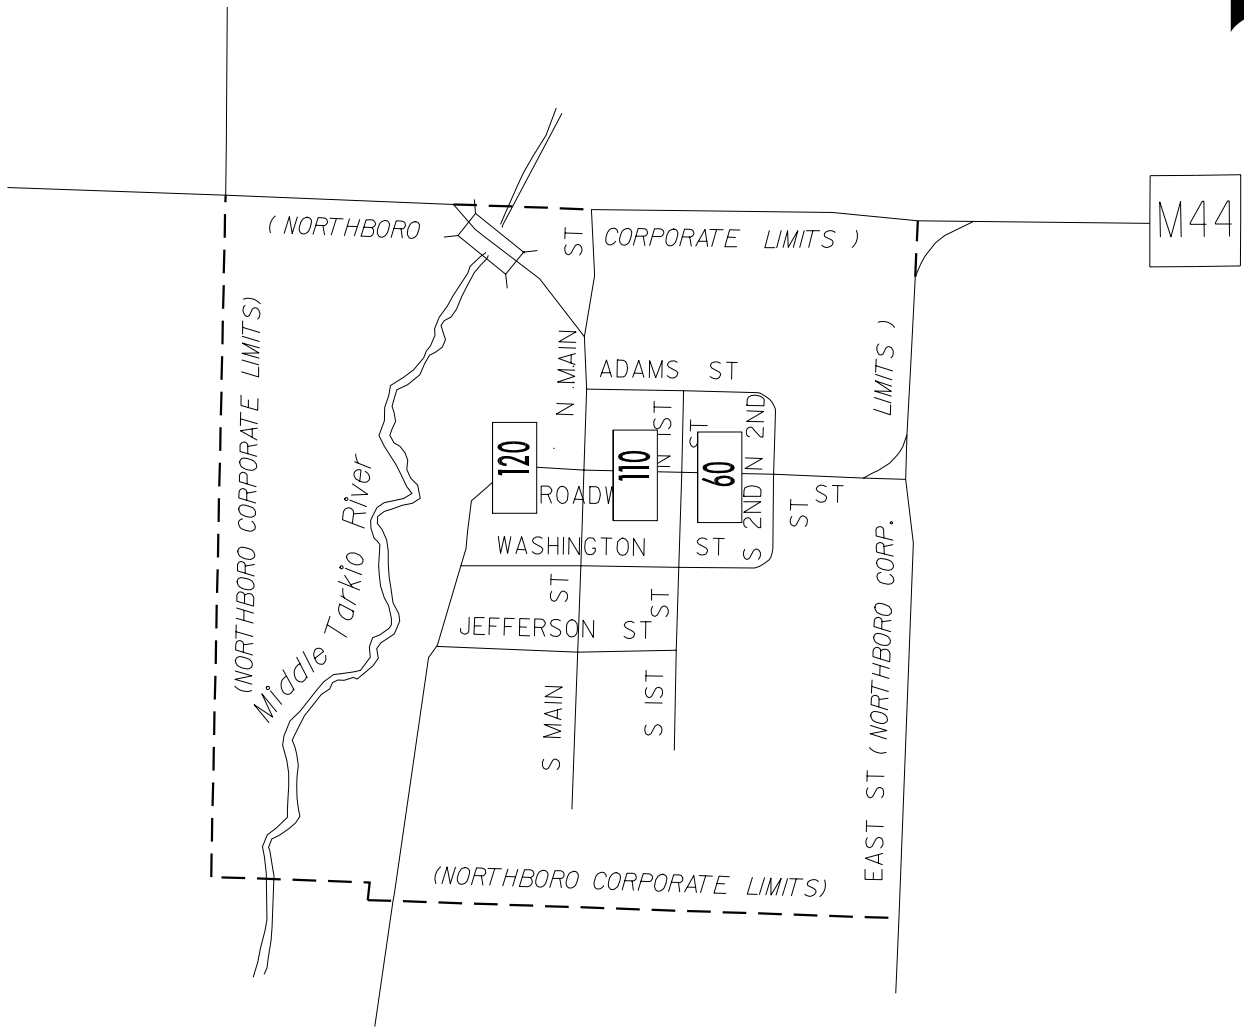 M44
( NORTHBORO
CORPORATE LIMITS )
ST
N MAIN
ADAMS ST
LIMITS )
(NORTHBORO CORPORATE LIMITS)
N 1ST
ST
N 2ND
120
110
60
ROADW
ST
S 2ND
ST
WASHINGTON ST
Middle Tarkio River
ST
ST
JEFFERSON ST
S MAIN
S 1ST
EAST ST ( NORTHBORO CORP.
(NORTHBORO CORPORATE LIMITS)